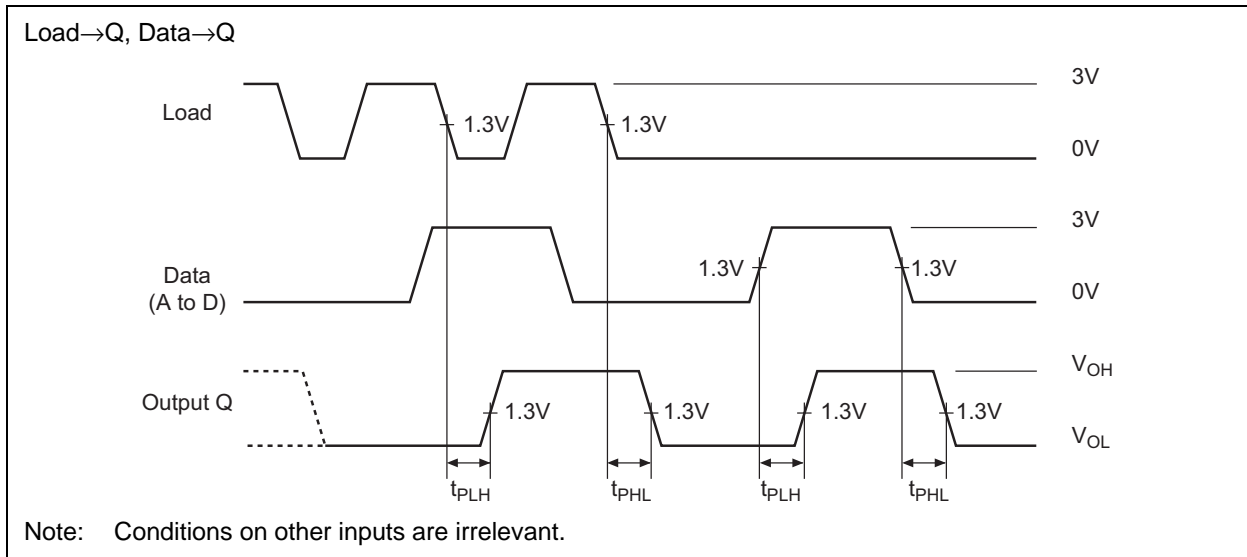 Load→Q, Data→Q
3V
Load
1.3V
1.3V
0V
3V
Data
(A to D)
1.3V
1.3V
0V
VOH
Output Q
1.3V
1.3V
1.3V
1.3V
VOL
tPLH
tPHL
tPLH
tPHL
Note: Conditions on other inputs are irrelevant.